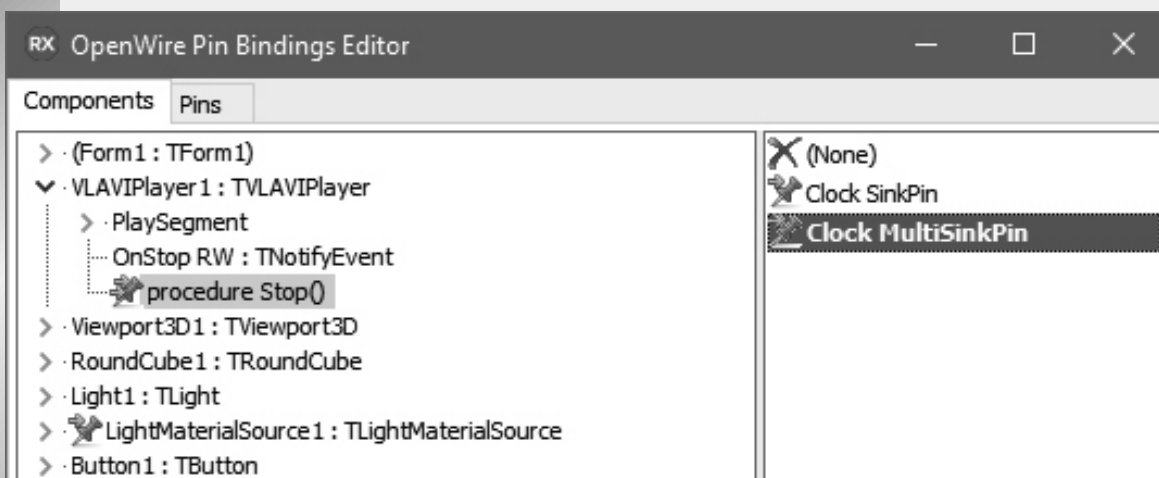 RX OpenWire Pin Bindings Editor
Components Pins
(Form1 : TForm1)
VLAVIPlayer1 : TVLAVIPlayer
PlaySegment
OnStop RW : TNotifyEvent
procedure Stop()
Viewport3D1 : TViewport3D
RoundCube1 : TRoundCube
Light1 : TLight
LightMaterialSource1 : TLightMaterialSource
Button1 : TButton
(None)
Clock SinkPin
Clock MultiSinkPin